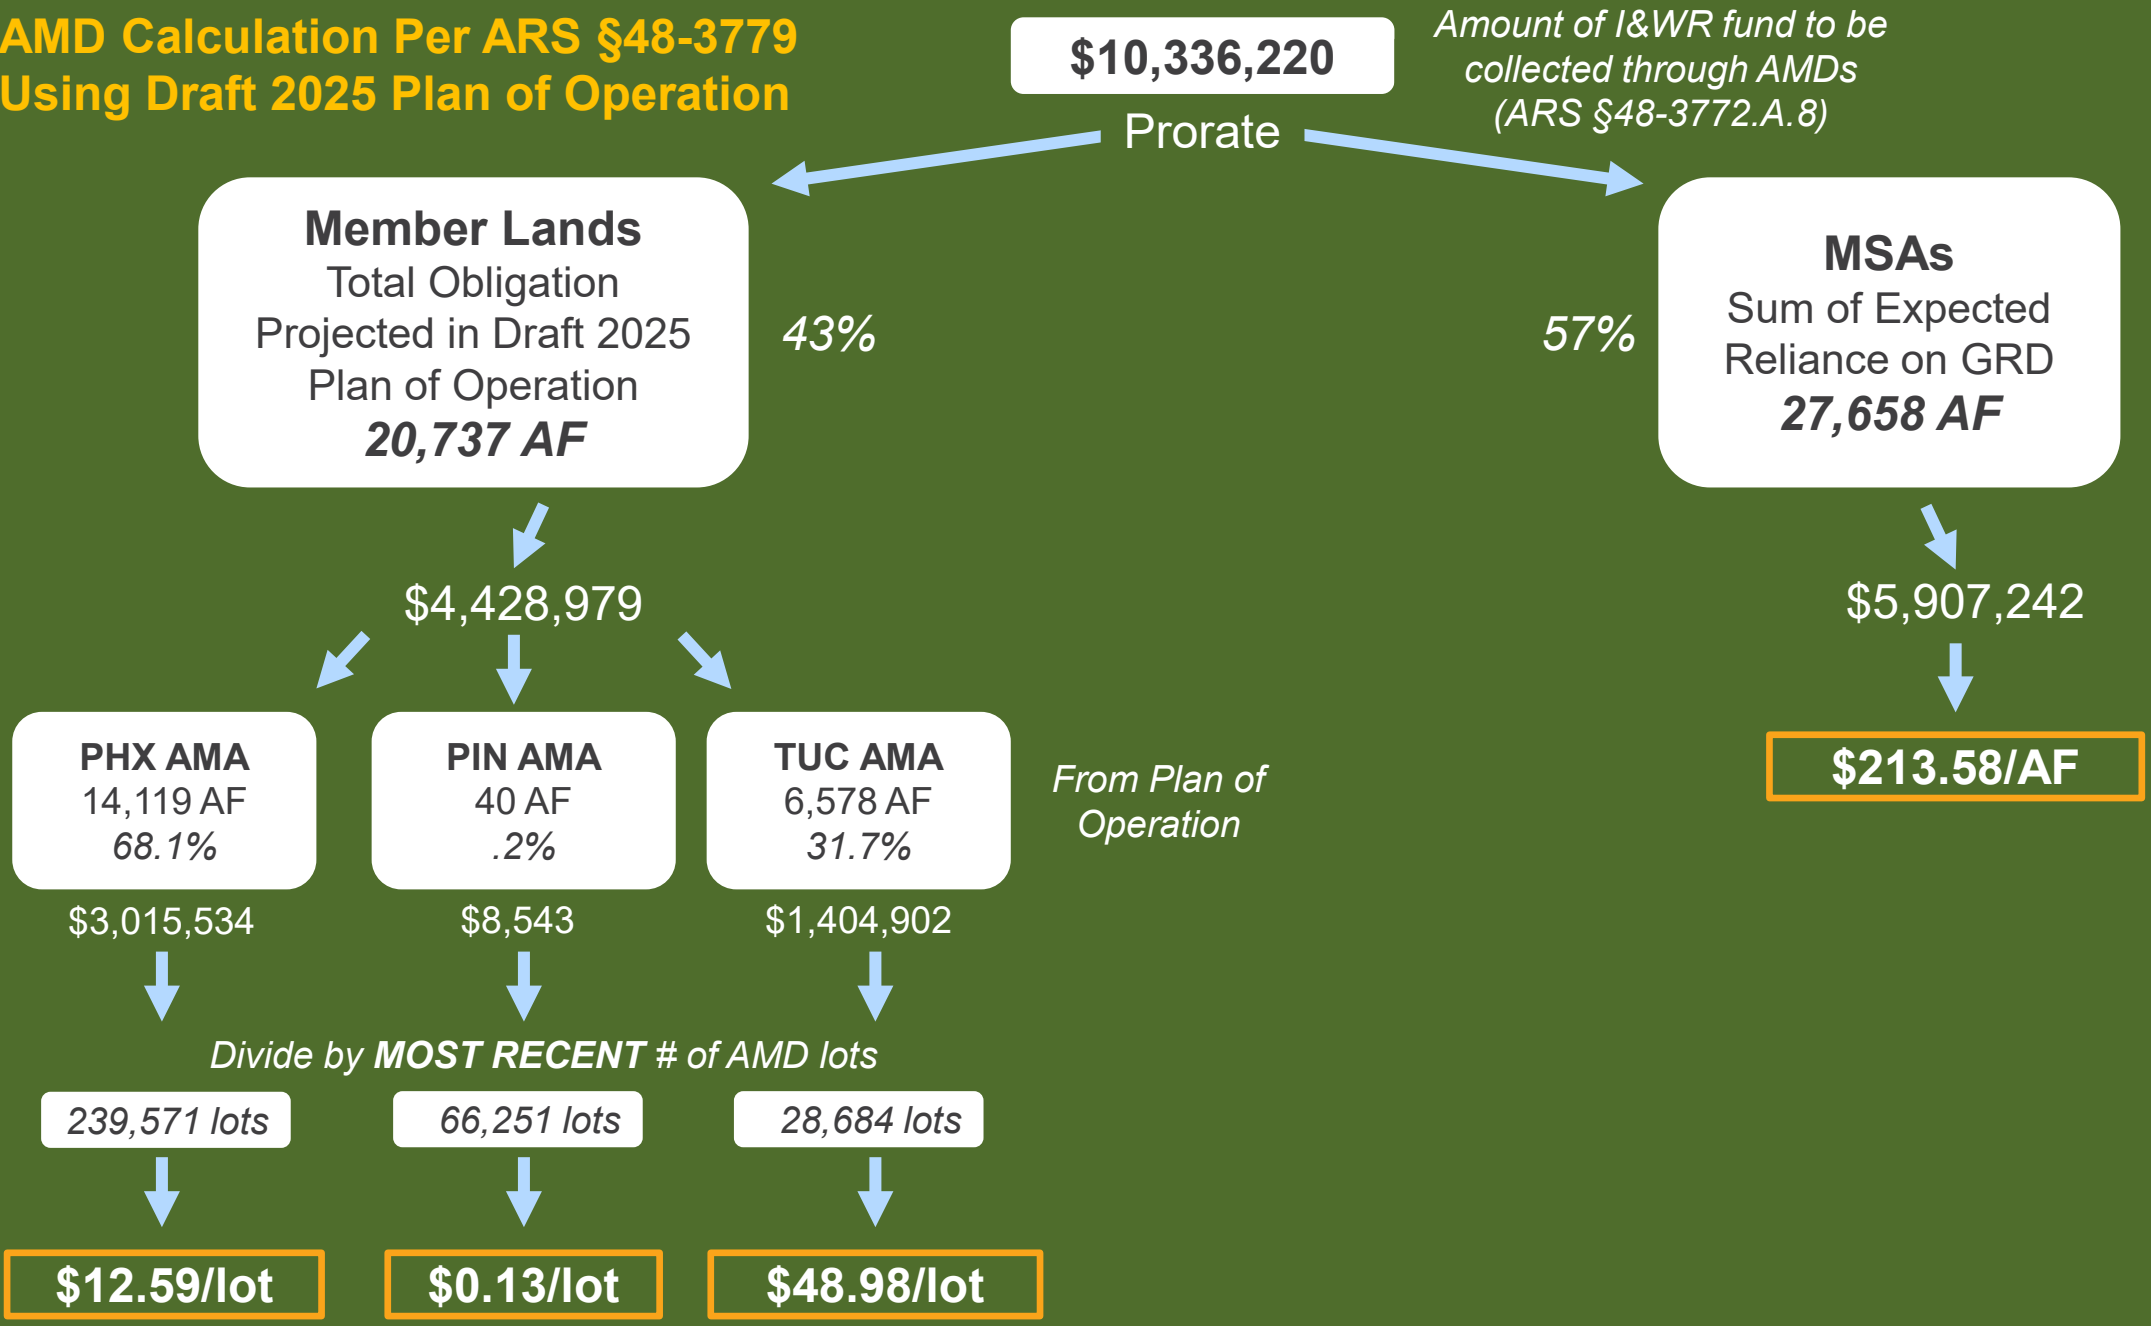 AMD Calculation Per ARS §48-3779
Using Draft 2025 Plan of Operation
$10,336,220
Amount of I&WR fund to be
collected through AMDs
(ARS §48-3772.A.8)
Prorate
Member Lands
Total Obligation
Projected in Draft 2025
Plan of Operation
20,737 AF
43%
57%
MSAs
Sum of Expected
Reliance on GRD
27,658 AF
$4,428,979
$5,907,242
PHX AMA
14,119 AF
68.1%
PIN AMA
40 AF
.2%
TUC AMA
6,578 AF
31.7%
From Plan of
Operation
$213.58/AF
$3,015,534
$8,543
$1,404,902
Divide by MOST RECENT # of AMD lots
239,571 lots
66,251 lots
28,684 lots
$12.59/lot
$0.13/lot
$48.98/lot